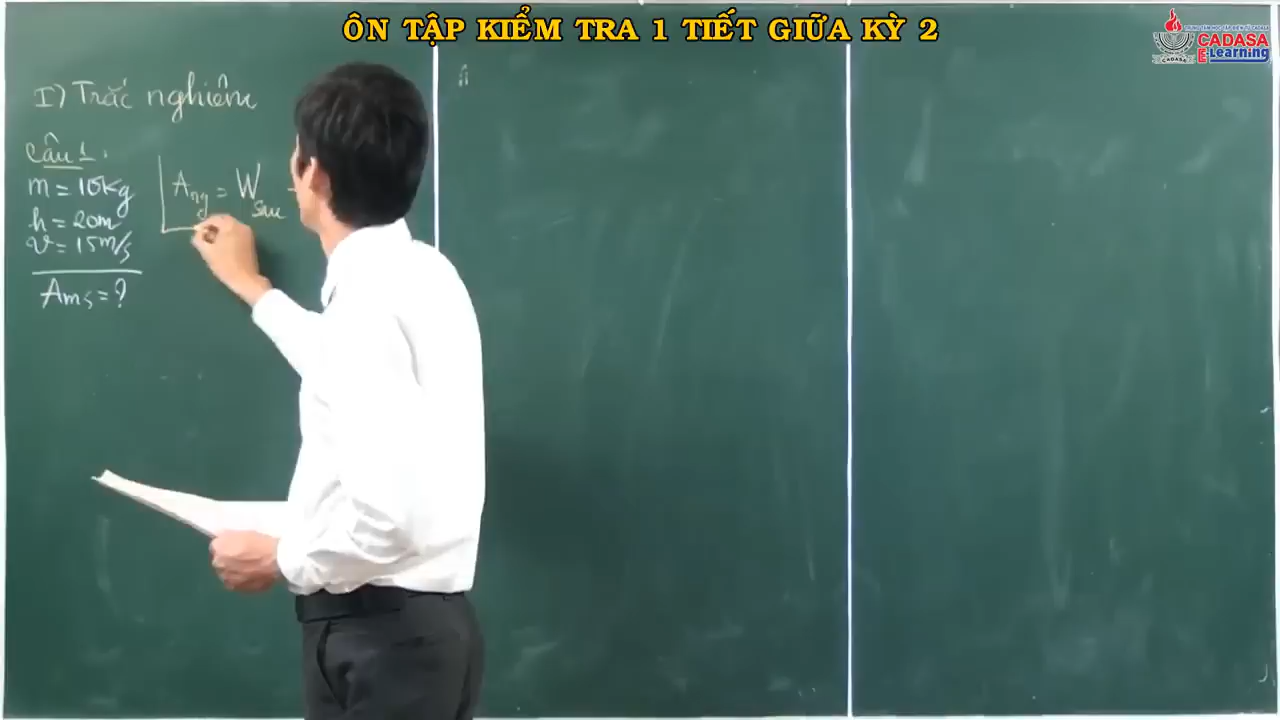 ÔN TẬP KIỂM TRA 1 TIẾT GIỮA KỲ 2
CADASA
E-Learning
CADASA
I) Trắc nghiệm
Câu 1:
m = 10kg
h = 20m
v = 15m/s
Ams = ?
Ang = Wsau -